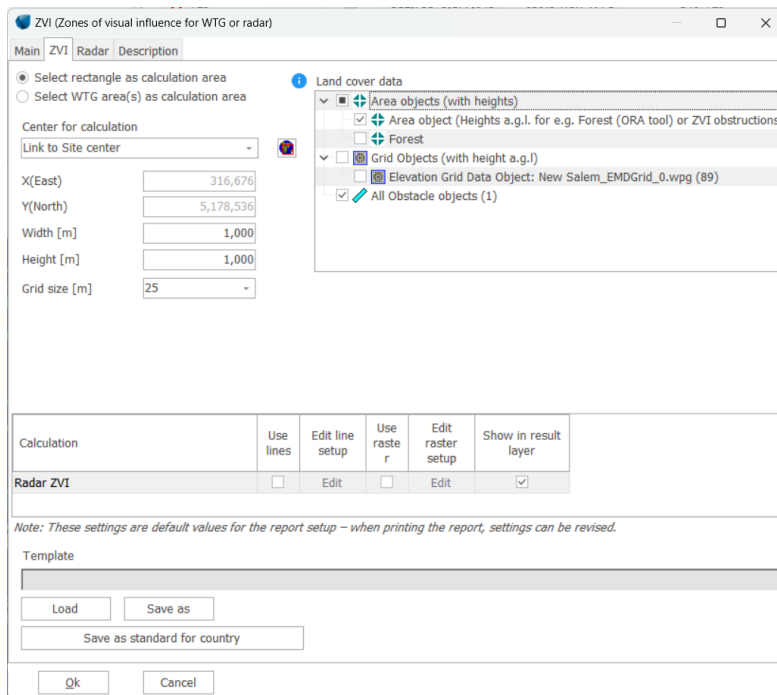 ZVI (Zones of visual influence for WTG or radar)
Main ZVI Radar Description
Select rectangle as calculation area
Select WTG area(s) as calculation area
Center for calculation
Link to Site center
X(East) 316,676
Y(North) 5,178,536
Width [m] 1,000
Height [m] 1,000
Grid size [m] 25
Land cover data
Area objects (with heights)
Area object (Heights a.g.l. for e.g. Forest (ORA tool) or ZVI obstructions
Forest
Grid Objects (with height a.g.l)
Elevation Grid Data Object: New Salem_EMDGrid_0.wpg (89)
All Obstacle objects (1)
Calculation
Use
lines
Edit line
setup
Use
raste
r
Edit
raster
setup
Show in result
layer
Radar ZVI Edit Edit
Note: These settings are default values for the report setup – when printing the report, settings can be revised.
Template
Load Save as
Save as standard for country
Ok Cancel